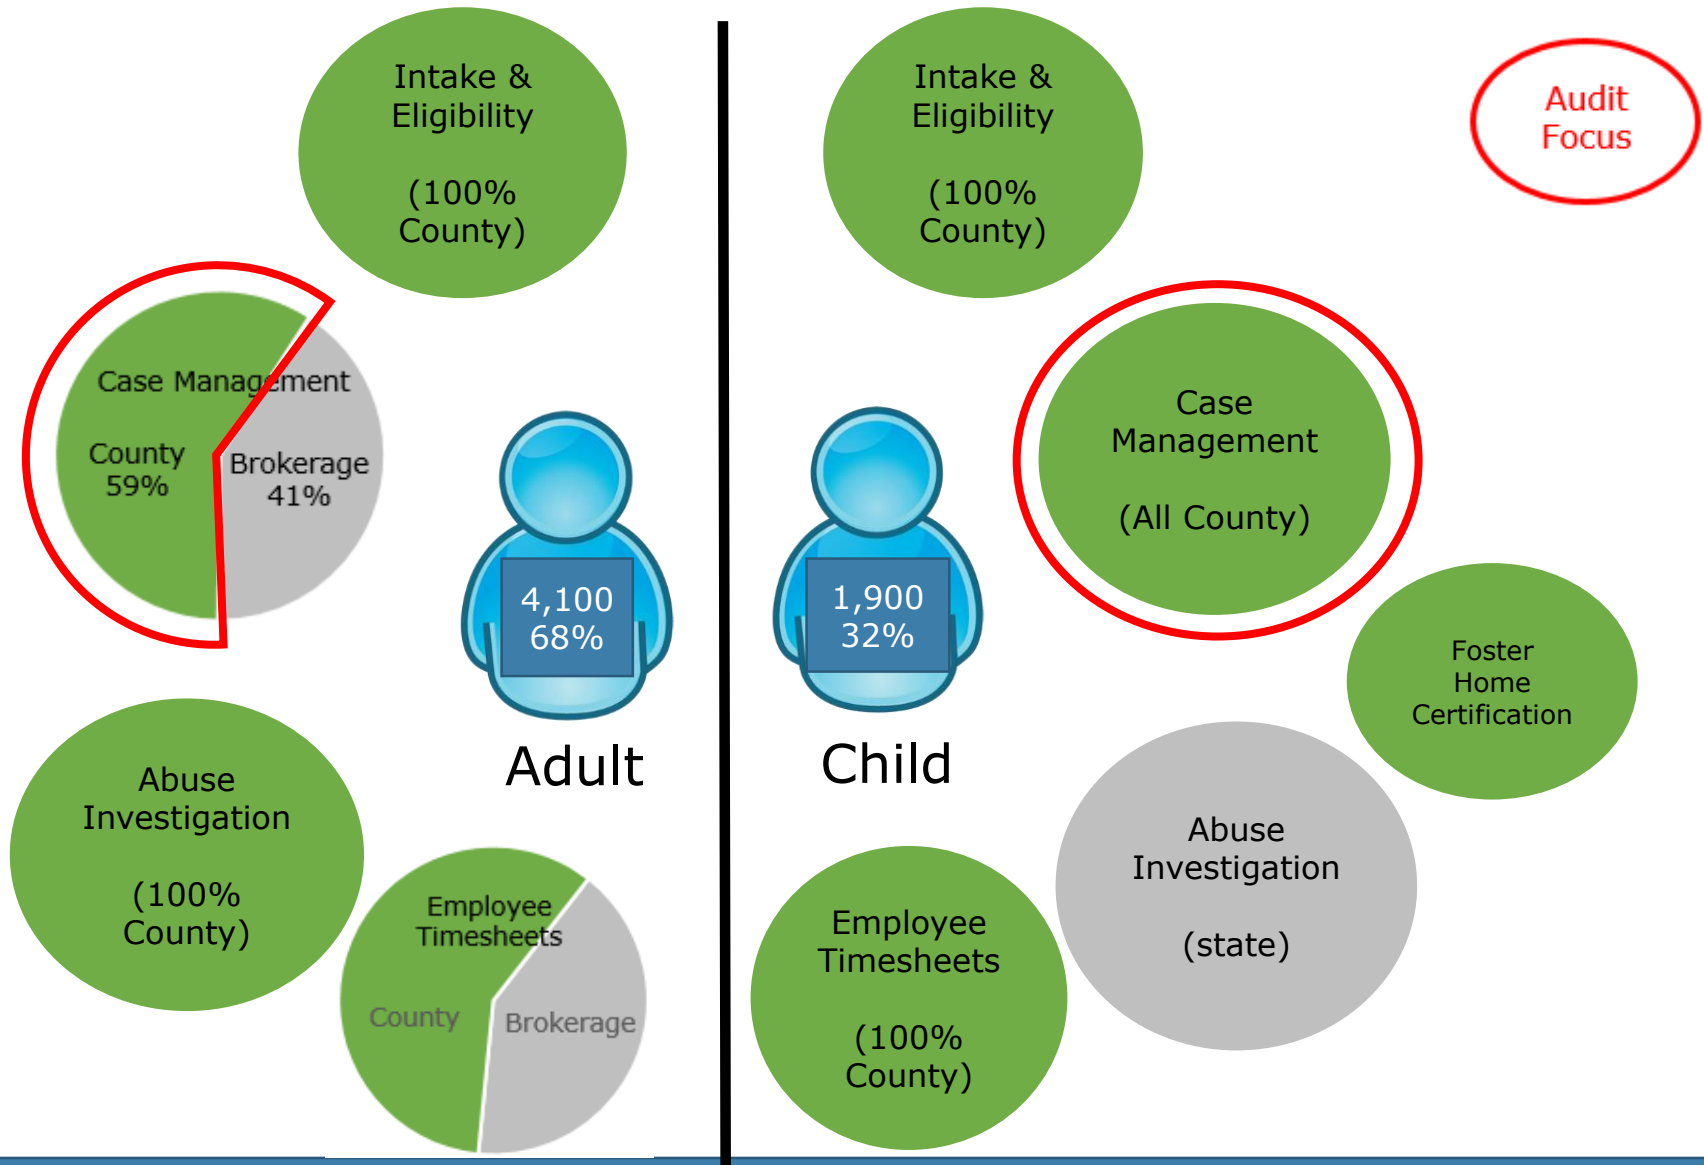 Intake &
Eligibility
(100%
County)
Case Management
County
59%
Brokerage
41%
4,100
68%
Adult
Abuse
Investigation
(100%
County)
Employee
Timesheets
County
Brokerage
Intake &
Eligibility
(100%
County)
Audit
Focus
Case
Management
(All County)
1,900
32%
Child
Foster
Home
Certification
Abuse
Investigation
(state)
Employee
Timesheets
(100%
County)